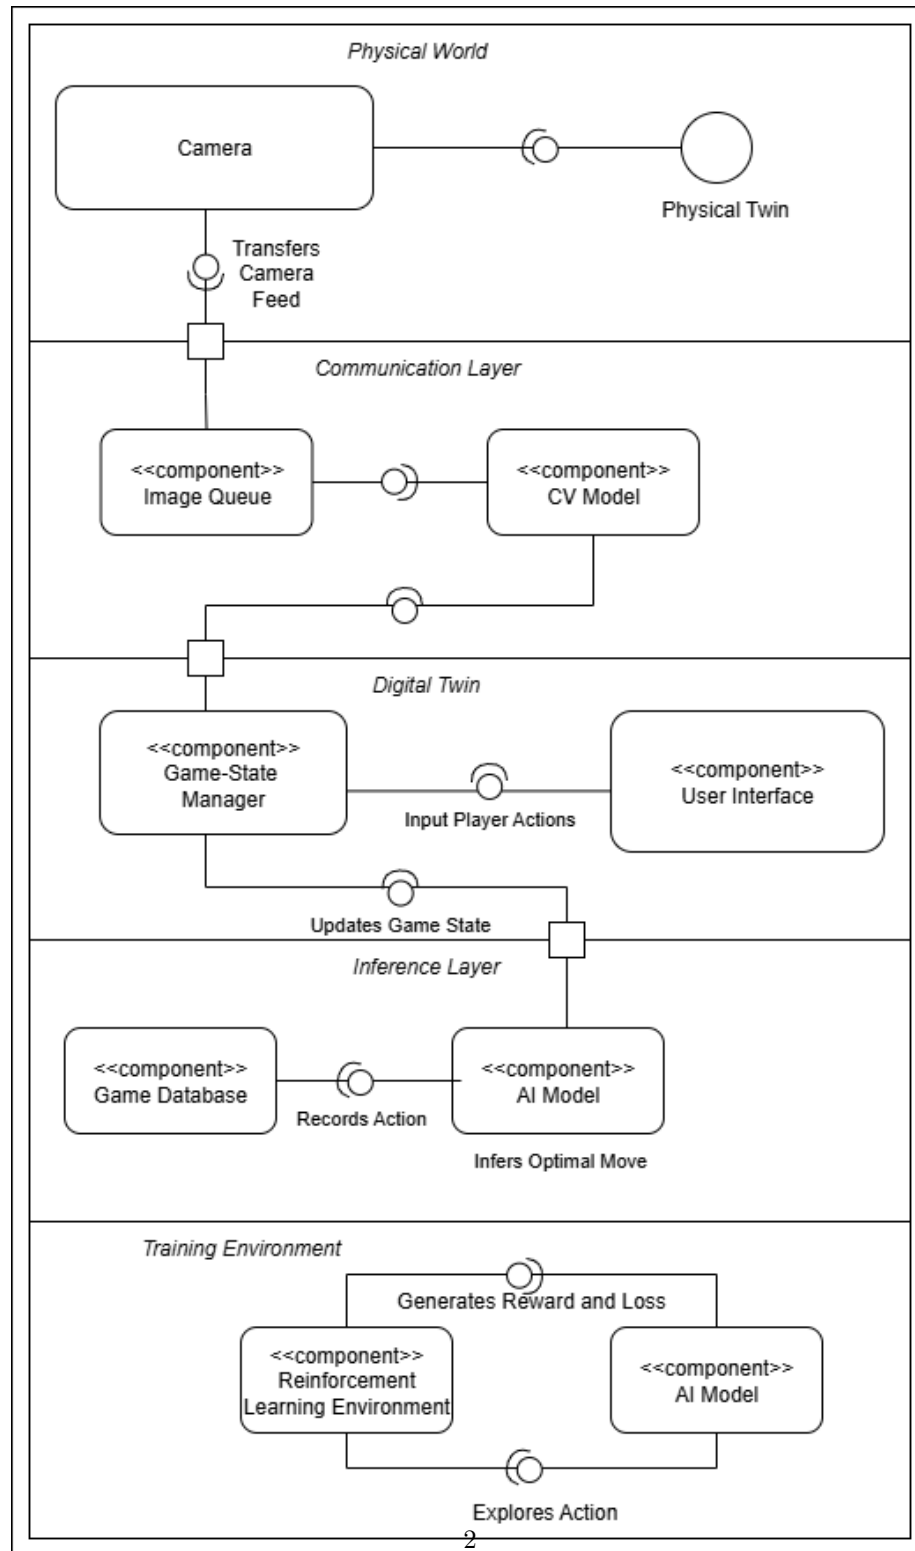 Physical World
Camera
Physical Twin
Transfers
Camera
Feed
Communication Layer
<<component>>
Image Queue
<<component>>
CV Model
Digital Twin
<<component>>
Game-State
Manager
<<component>>
User Interface
Input Player Actions
Updates Game State
Inference Layer
<<component>>
Game Database
<<component>>
AI Model
Records Action
Infers Optimal Move
Training Environment
Generates Reward and Loss
<<component>>
Reinforcement
Learning Environment
<<component>>
AI Model
Explores Action
2